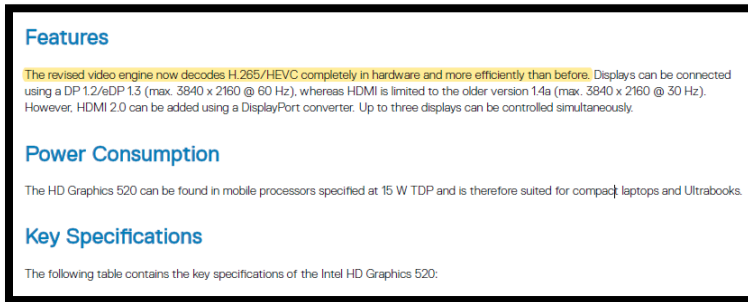 Features
The revised video engine now decodes H.265/HEVC completely in hardware and more efficiently than before. Displays can be connected
using a DP 1.2/eDP 1.3 (max. 3840 x 2160 @ 60 Hz), whereas HDMI is limited to the older version 1.4a (max. 3840 x 2160 @ 30 Hz).
However, HDMI 2.0 can be added using a DisplayPort converter. Up to three displays can be controlled simultaneously.
Power Consumption
The HD Graphics 520 can be found in mobile processors specified at 15 W TDP and is therefore suited for compact laptops and Ultrabooks.
Key Specifications
The following table contains the key specifications of the Intel HD Graphics 520: